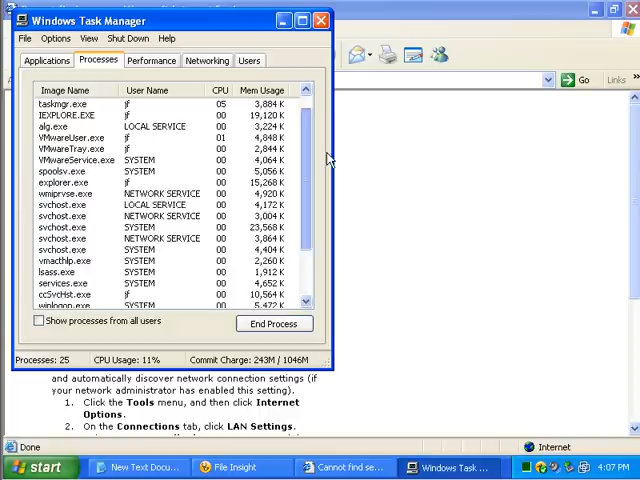 Windows Task Manager
File Options View Shut Down Help
Applications Processes Performance Networking Users
Go Links »
Image Name User Name CPU Mem Usage
taskmgr.exe jf 05 3,884 K
IEXPLORE.EXE jf 00 19,120 K
alg.exe LOCAL SERVICE 00 3,224 K
VMwareUser.exe jf 01 4,848 K
VMwareTray.exe jf 00 2,844 K
VMwareService.exe SYSTEM 00 4,064 K
spoolsv.exe SYSTEM 00 5,056 K
explorer.exe jf 00 15,268 K
wmiprvse.exe NETWORK SERVICE 00 4,920 K
svchost.exe LOCAL SERVICE 00 4,172 K
svchost.exe NETWORK SERVICE 00 3,004 K
svchost.exe SYSTEM 00 23,568 K
svchost.exe NETWORK SERVICE 00 3,864 K
svchost.exe SYSTEM 00 4,404 K
vmacthlp.exe SYSTEM 00 2,260 K
lsass.exe SYSTEM 00 1,912 K
services.exe SYSTEM 00 4,652 K
ccSvcHst.exe jf 00 10,564 K
winlogon.exe SYSTEM 00 5,472 K
Show processes from all users
End Process
Processes: 25 CPU Usage: 11% Commit Charge: 243M / 1046M
and automatically discover network connection settings (if
your network administrator has enabled this setting).
1. Click the Tools menu, and then click Internet
Options.
2. On the Connections tab, click LAN Settings.
Done Internet
start New Text Docu... File Insight Cannot find se... Windows Task ... 4:07 PM